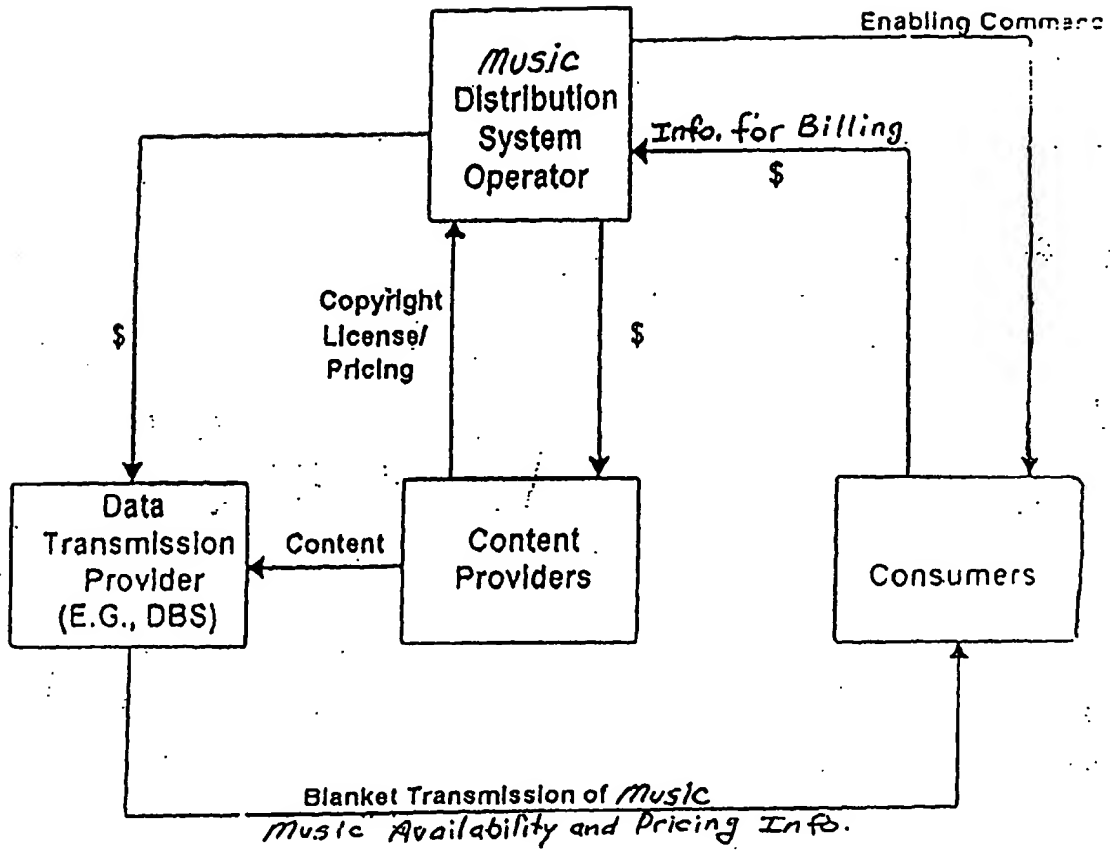 Enabling Commerc
Music
Distribution
System
Operator
Info. for Billing
$
Copyright
License/
Pricing
$
$
Data
Transmission
Provider
(E.G., DBS)
Content
Content
Providers
Consumers
Blanket Transmission of Music
Music Availability and Pricing Info.